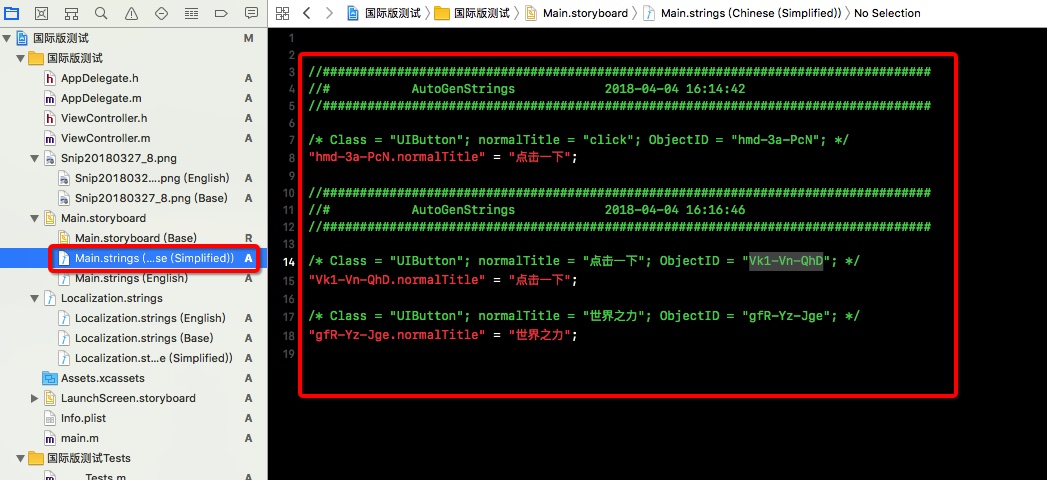 国际版测试 〉 国际版测试 〉 Main.storyboard 〉 Main.strings (Chinese (Simplified)) 〉 No Selection
国际版测试 M
国际版测试
AppDelegate.h A
AppDelegate.m A
ViewController.h A
ViewController.m A
Snip20180327_8.png
Snip2018032....png (English) A
Snip20180327_8.png (Base) A
Main.storyboard A
Main.storyboard (Base) R
Main.strings (...se (Simplified)) A
Main.strings (English) A
Localization.strings
Localization.strings (English) A
Localization.strings (Base) A
Localization.st...e (Simplified)) A
Assets.xcassets A
LaunchScreen.storyboard A
Info.plist A
main.m A
国际版测试Tests
Tests.m
1
2
3 //##################################################################################
4 //# AutoGenStrings 2018-04-04 16:14:42
5 //##################################################################################
6
7 /* Class = "UIButton"; normalTitle = "click"; ObjectID = "hmd-3a-PcN"; */
8 "hmd-3a-PcN.normalTitle" = "点击一下";
9
10 //##################################################################################
11 //# AutoGenStrings 2018-04-04 16:16:46
12 //##################################################################################
13
14 /* Class = "UIButton"; normalTitle = "点击一下"; ObjectID = "Vk1-Vn-QhD"; */
15 "Vk1-Vn-QhD.normalTitle" = "点击一下";
16
17 /* Class = "UIButton"; normalTitle = "世界之力"; ObjectID = "gfR-Yz-Jge"; */
18 "gfR-Yz-Jge.normalTitle" = "世界之力";
19